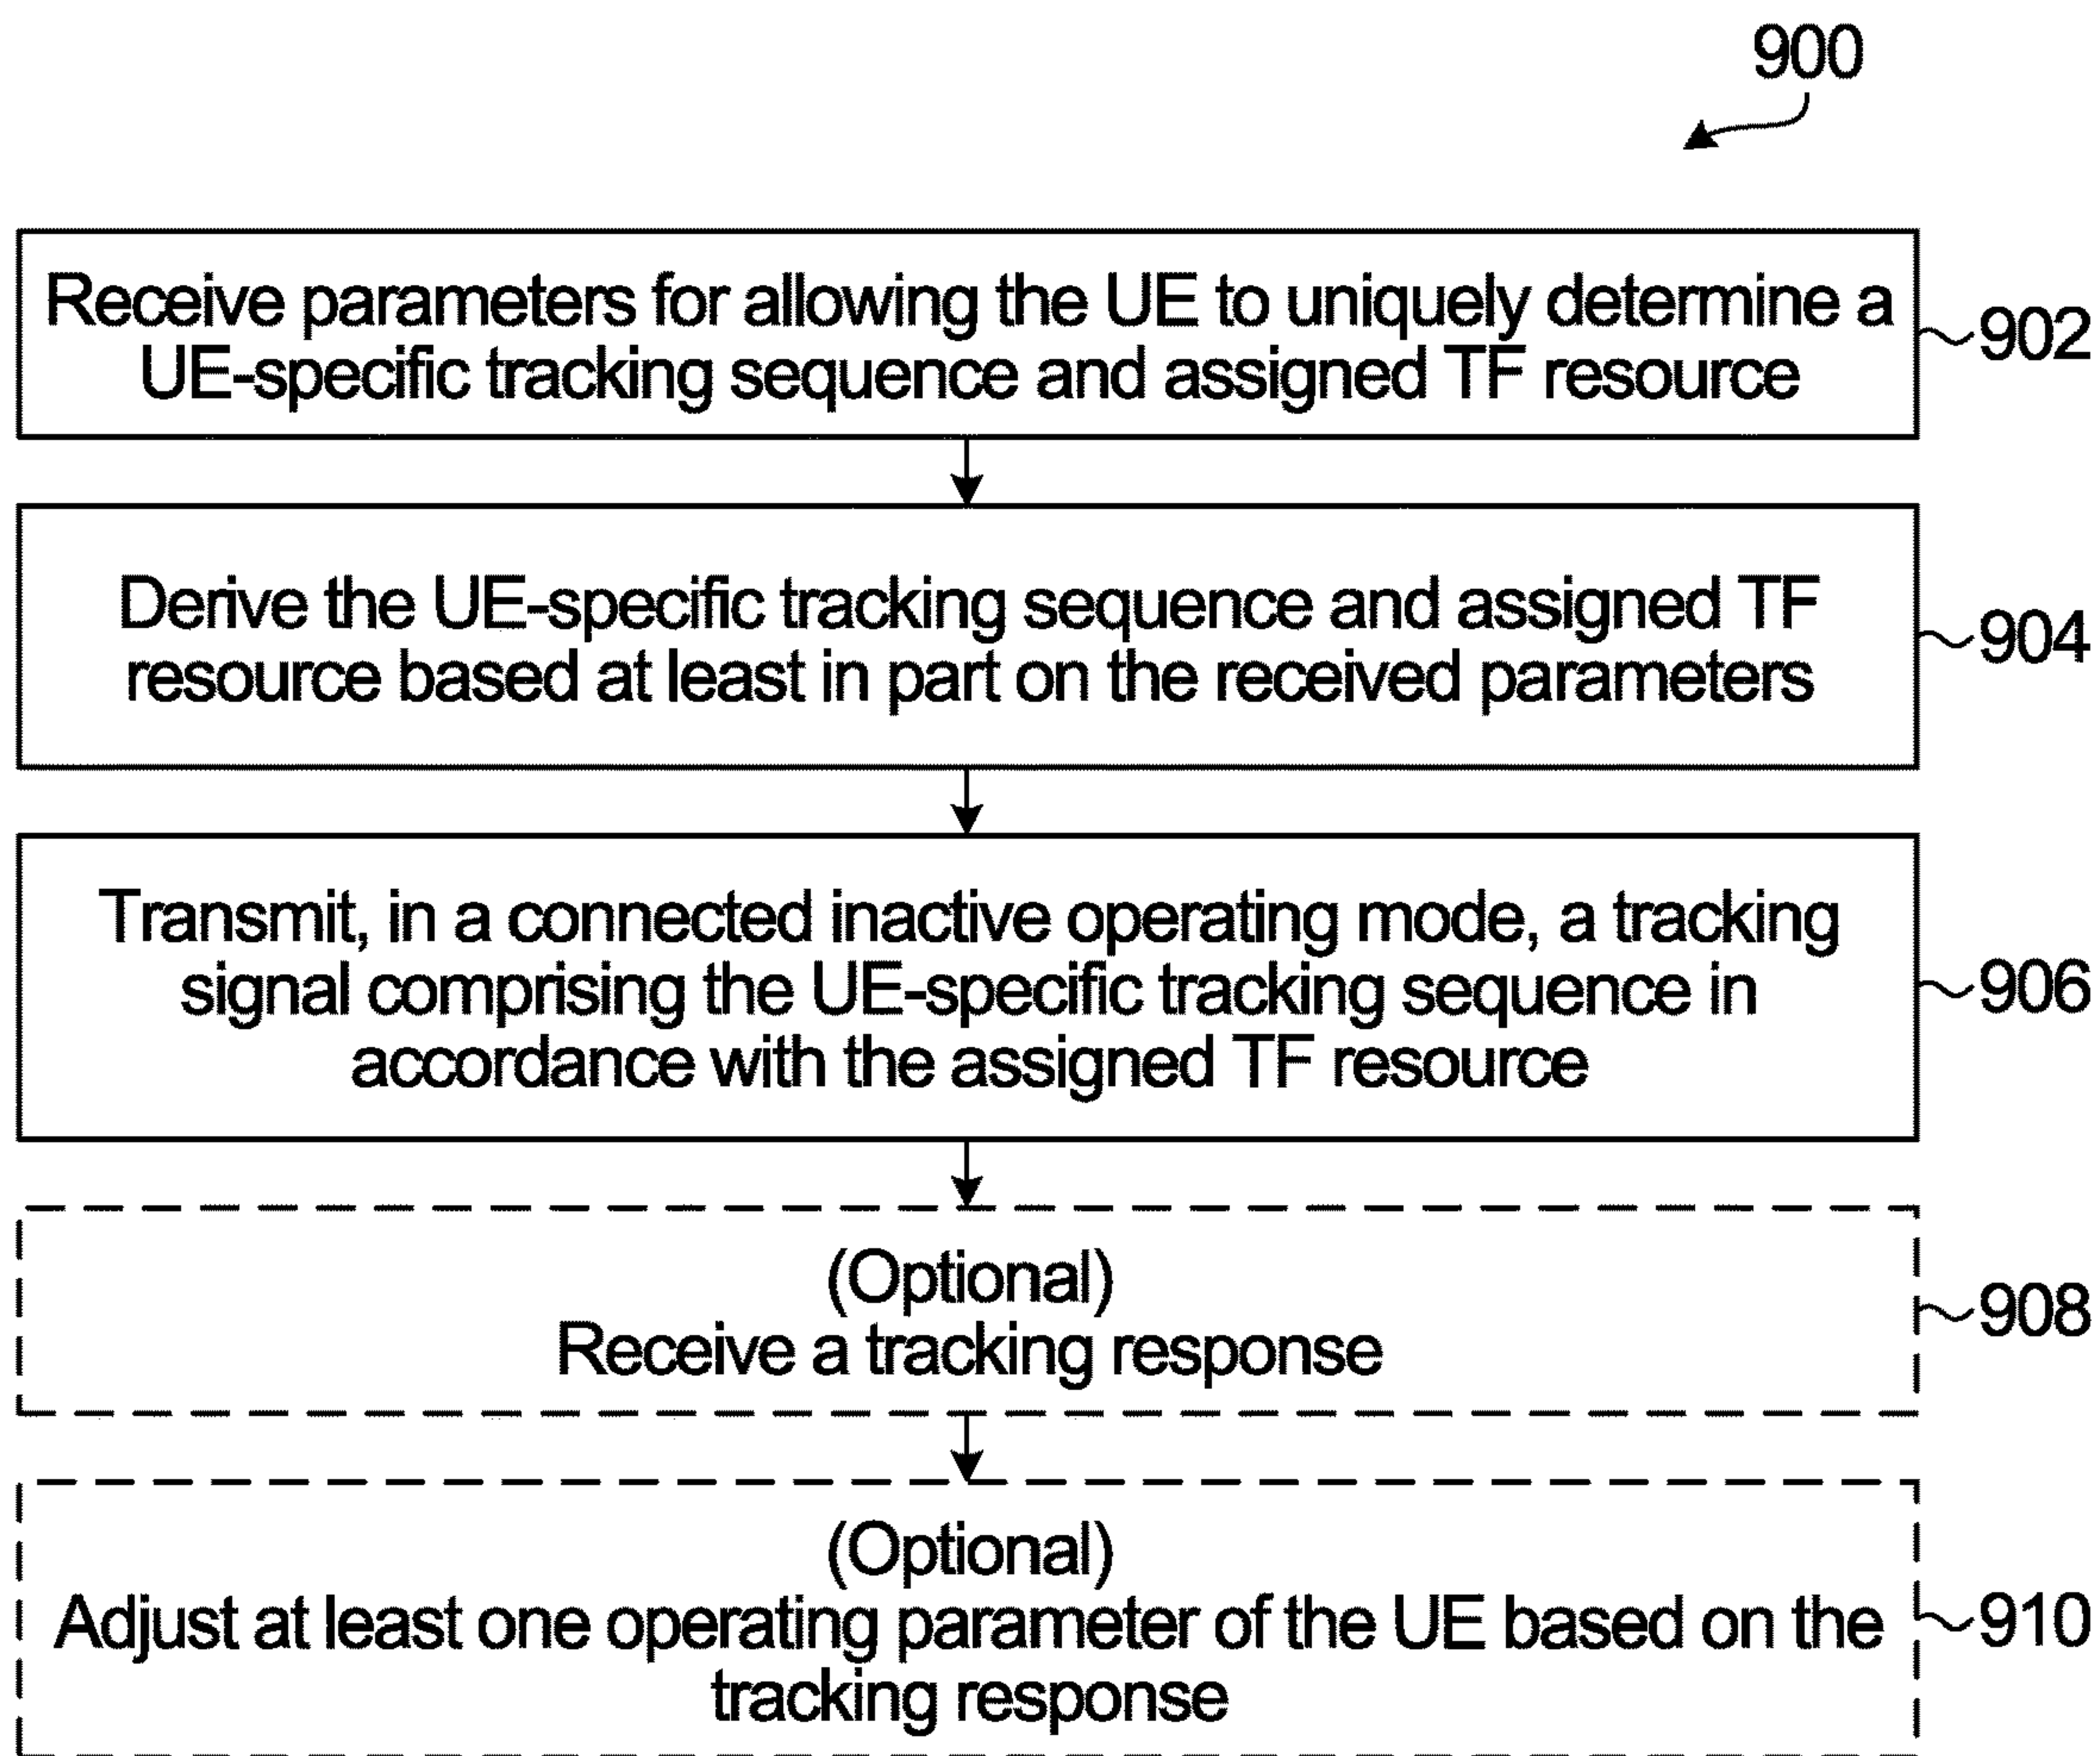 900
Receive parameters for allowing the UE to uniquely determine a
UE-specific tracking sequence and assigned TF resource
902
Derive the UE-specific tracking sequence and assigned TF
resource based at least in part on the received parameters
904
Transmit, in a connected inactive operating mode, a tracking
signal comprising the UE-specific tracking sequence in
accordance with the assigned TF resource
906
(Optional)
Receive a tracking response
908
(Optional)
Adjust at least one operating parameter of the UE based on the
tracking response
910